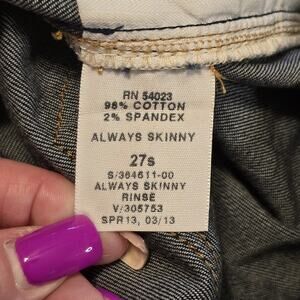 RN 54023
98% COTTON
2% SPANDEX
ALWAYS SKINNY
27s
S/364611-00
ALWAYS SKINNY
RINSE
V/305753
SPR13, 03/13